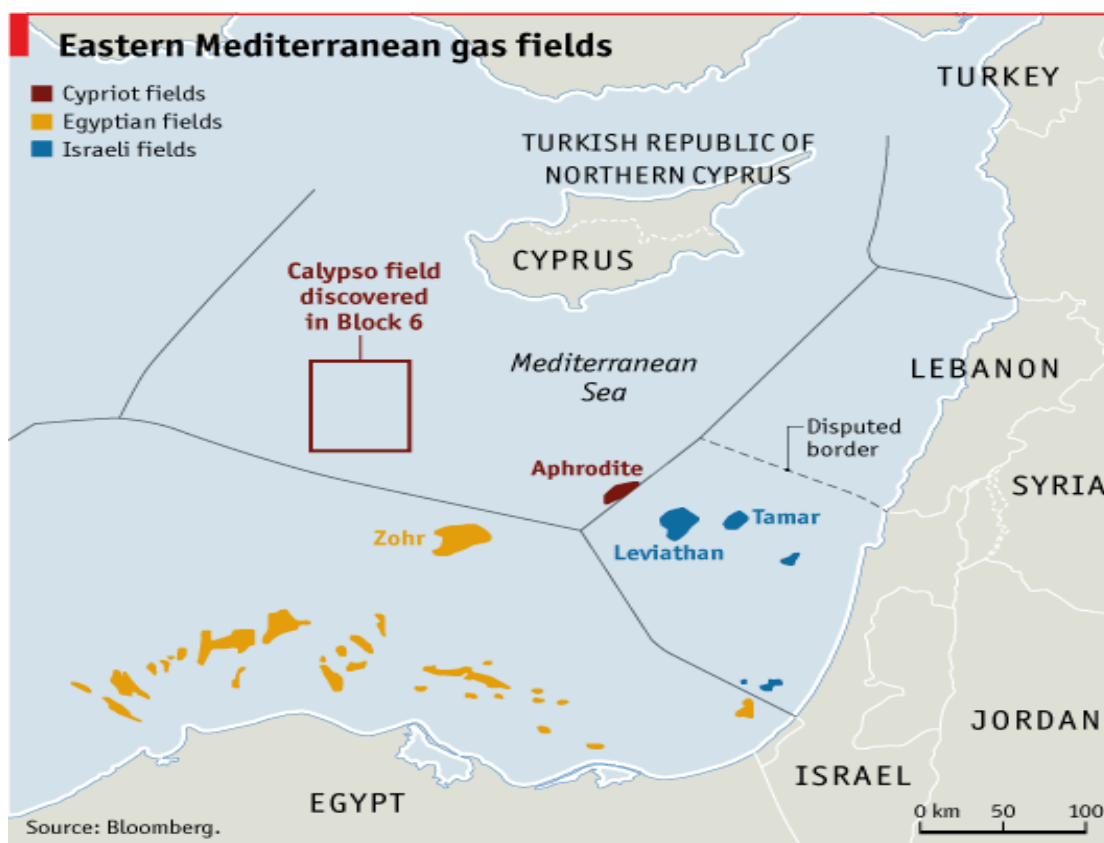 Eastern Mediterranean gas fields
Cypriot fields
Egyptian fields
Israeli fields
TURKEY
TURKISH REPUBLIC OF
NORTHERN CYPRUS
CYPRUS
Calypso field
discovered
in Block 6
Mediterranean
Sea
LEBANON
Disputed
border
Aphrodite
SYRIA
Tamar
Zohr
Leviathan
JORDAN
ISRAEL
EGYPT
0 km 50 100
Source: Bloomberg.